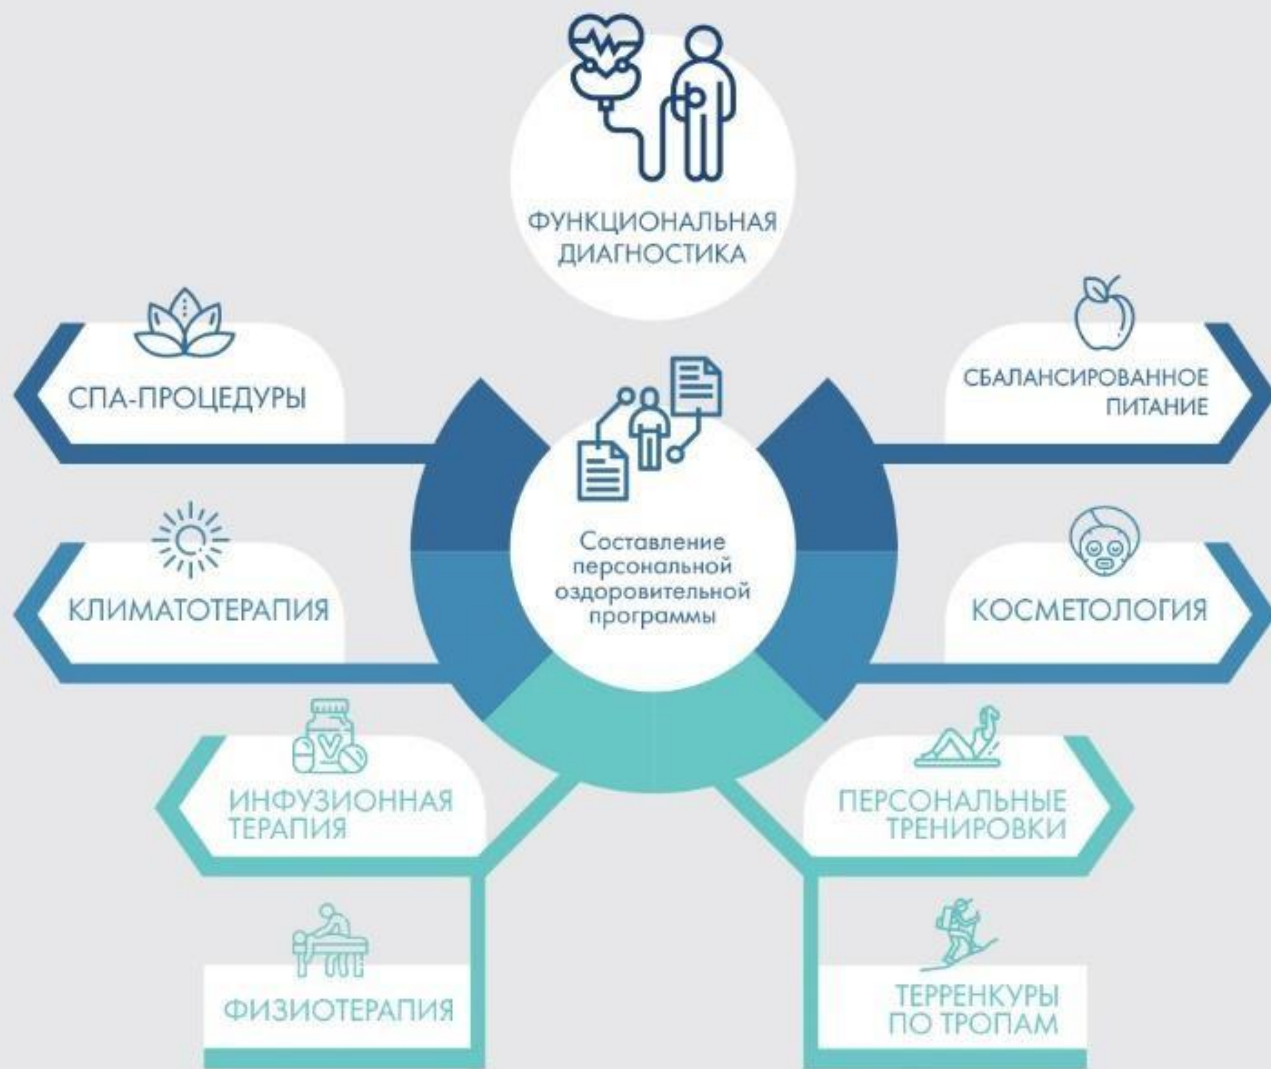 ФУНКЦИОНАЛЬНАЯ
ДИАГНОСТИКА
СПА-ПРОЦЕДУРЫ
СБАЛАНСИРОВАННОЕ
ПИТАНИЕ
Составление
персональной
оздоровительной
программы
КЛИМАТОТЕРАПИЯ
КОСМЕТОЛОГИЯ
V
ИНФУЗИОННАЯ
ТЕРАПИЯ
ПЕРСОНАЛЬНЫЕ
ТРЕНИРОВКИ
ФИЗИОТЕРАПИЯ
ТЕРРЕНКУРЫ
ПО ТРОПАМ